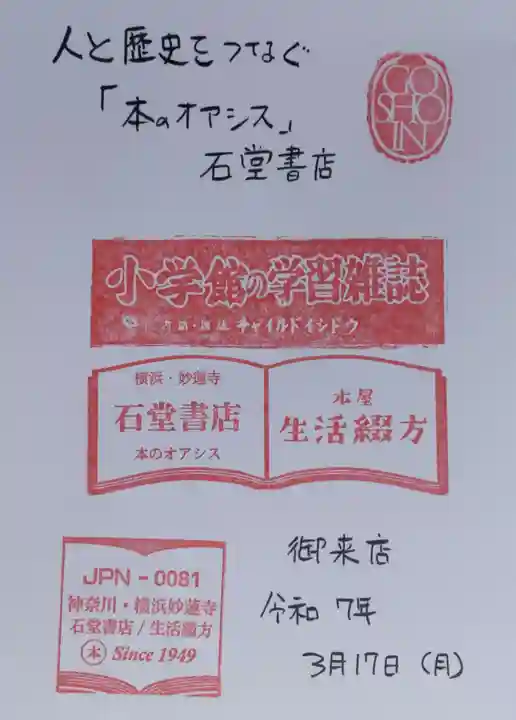 人と歴史をつなぐ
「本のオアシス」
石堂書店
GO
SHO
IN
小学館の学習雑誌
キャイルドイシドウ
横浜・妙蓮寺
石堂書店
本のオアシス
本屋
生活綴方
JPN-0081
神奈川・横浜妙蓮寺
石堂書店/生活綴方
本 Since 1949
御来店
令和 7年
3月17日(月)